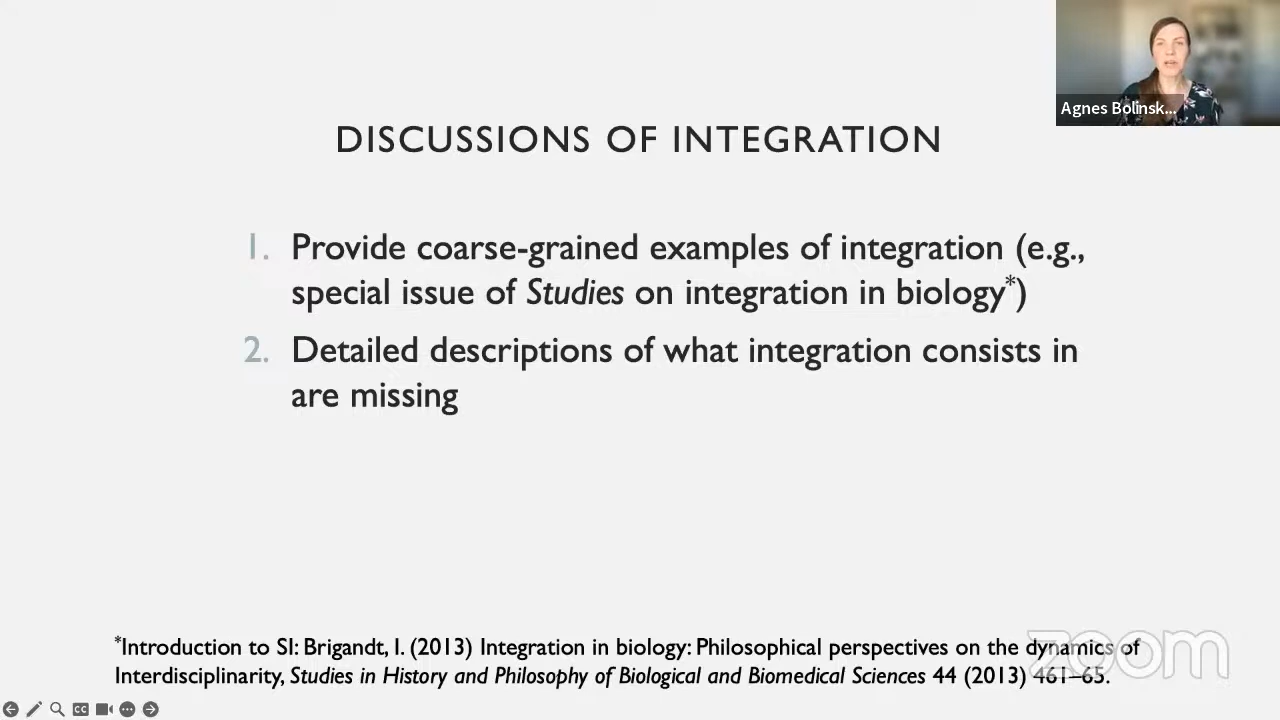 Agnes Bolinsk...
DISCUSSIONS OF INTEGRATION
1. Provide coarse-grained examples of integration (e.g.,
special issue of Studies on integration in biology*)
2. Detailed descriptions of what integration consists in
are missing
*Introduction to SI: Brigandt, I. (2013) Integration in biology: Philosophical perspectives on the dynamics of
Interdisciplinarity, Studies in History and Philosophy of Biological and Biomedical Sciences 44 (2013) 461–65.
zoom
CC